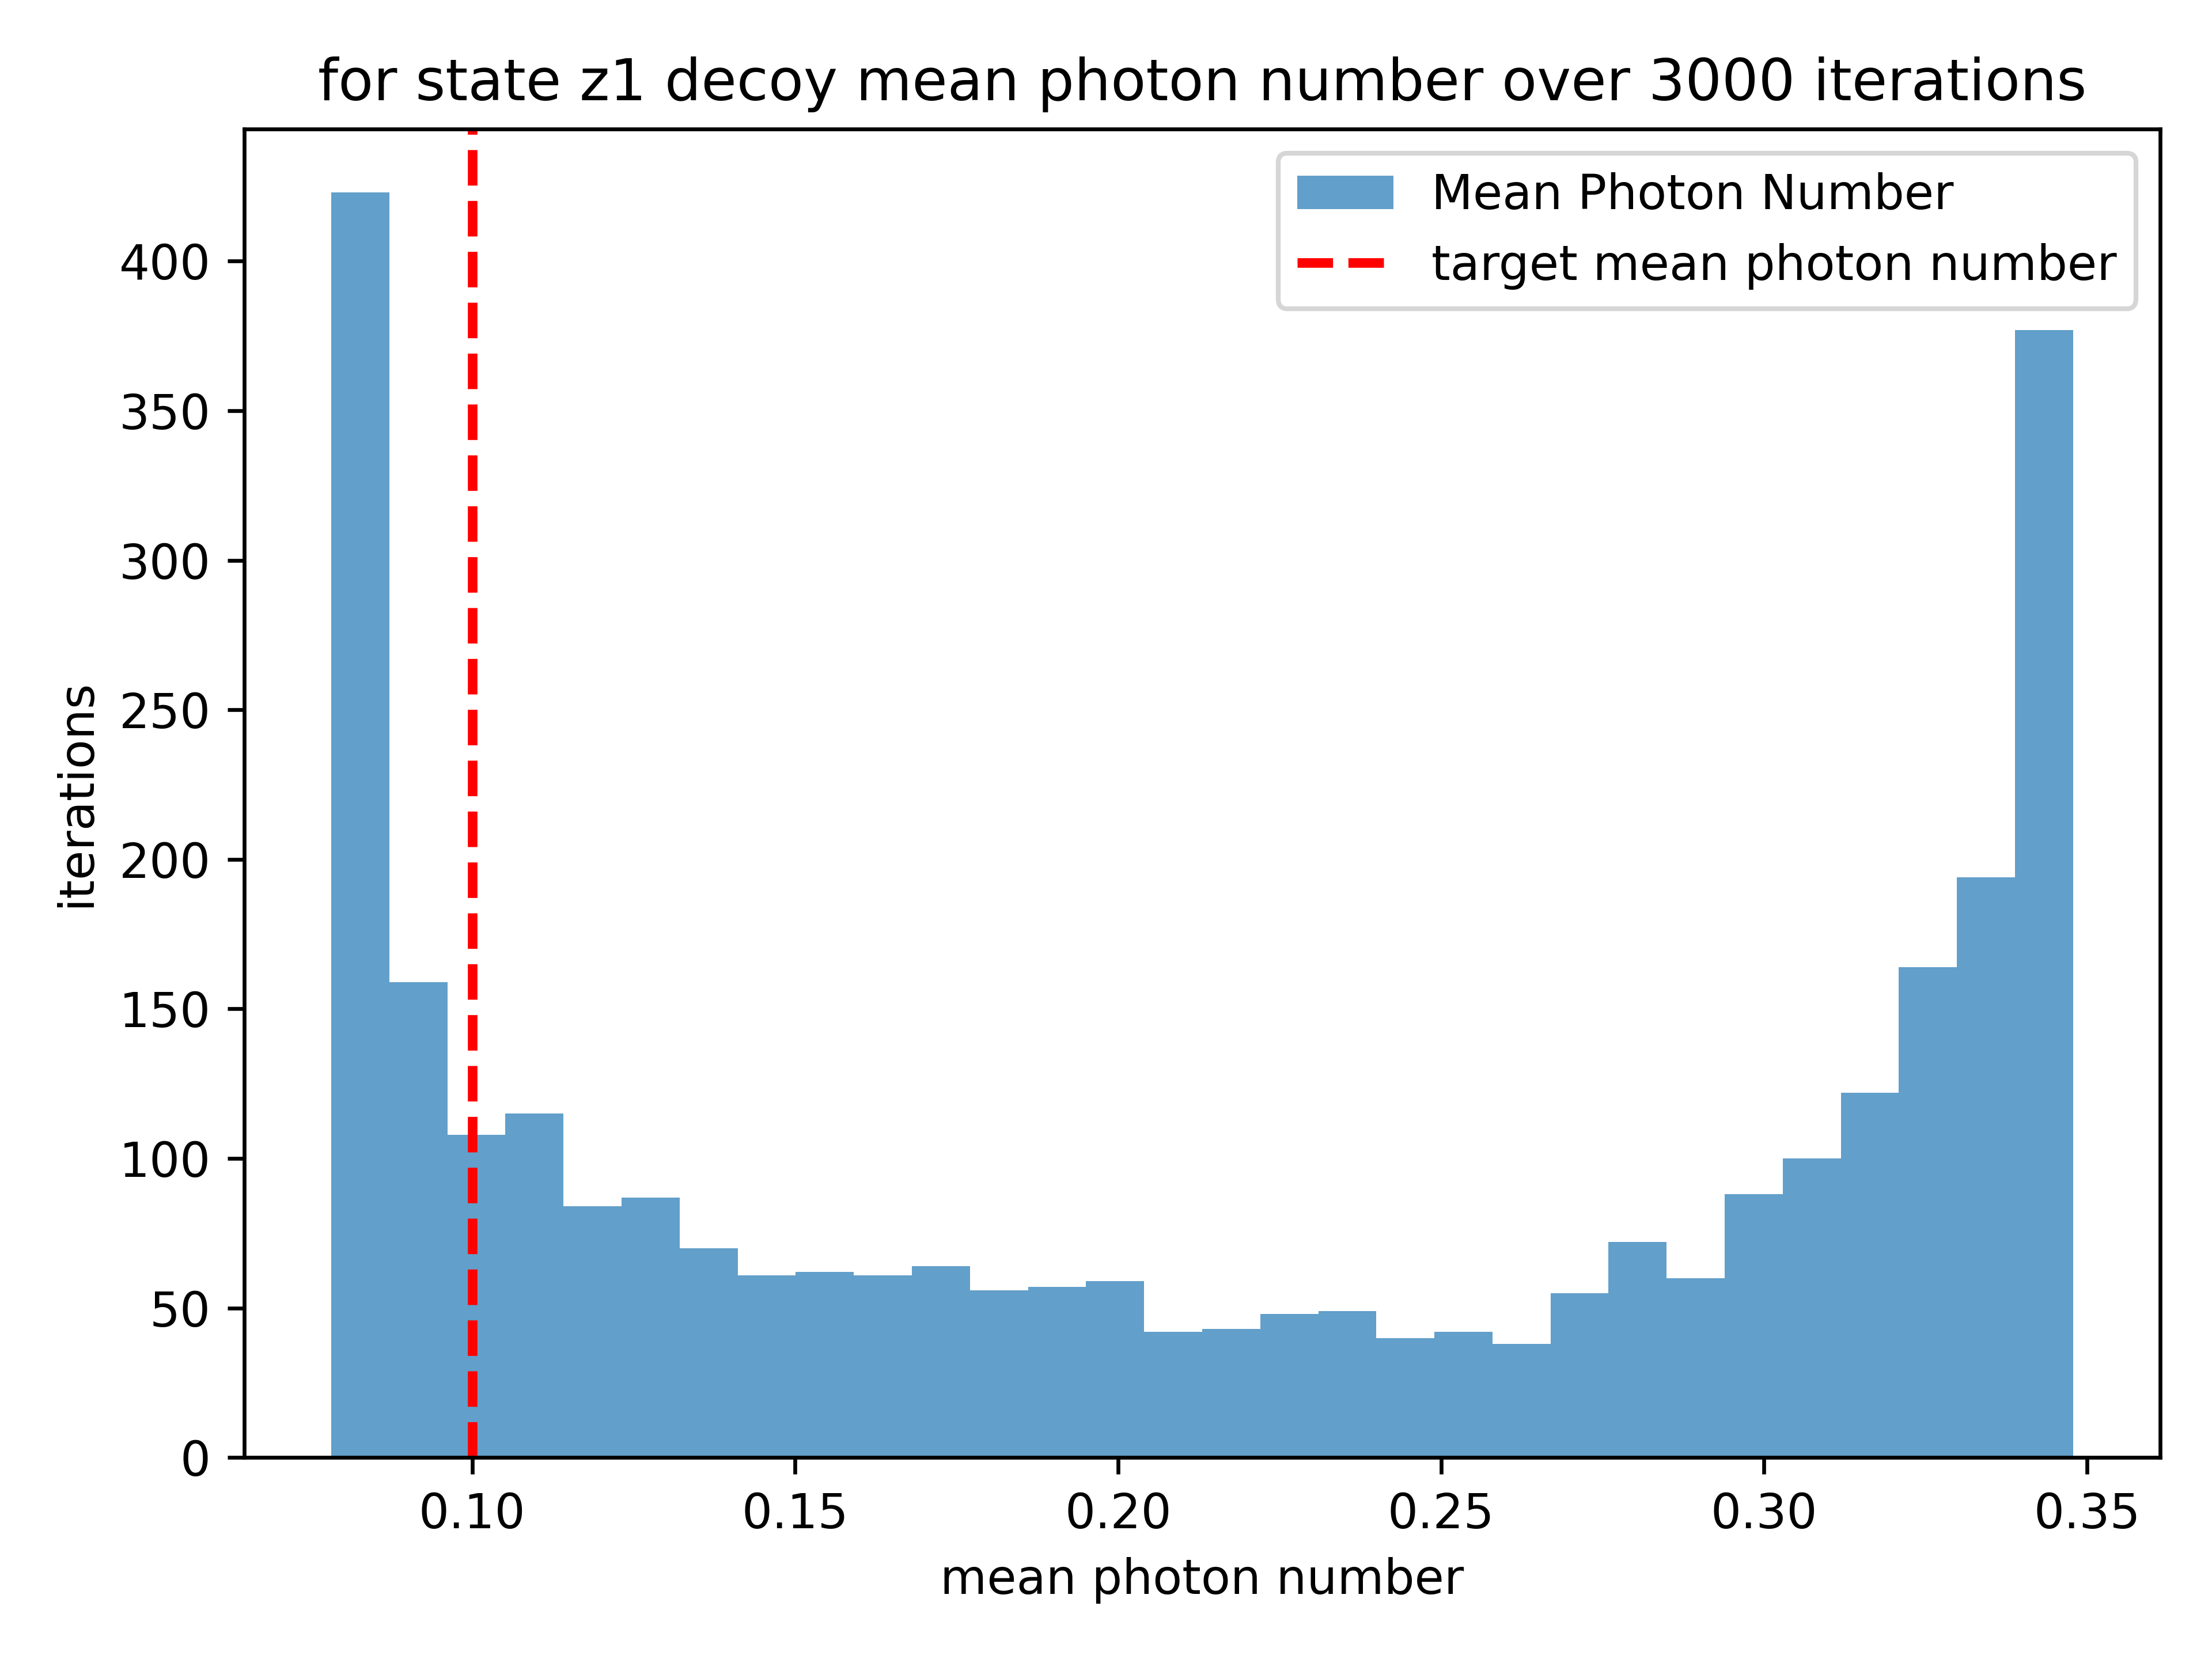 for state z1 decoy mean photon number over 3000 iterations
Mean Photon Number
target mean photon number
400
350
300
250
200
150
100
50
0
iterations
0.10 0.15 0.20 0.25 0.30 0.35
mean photon number